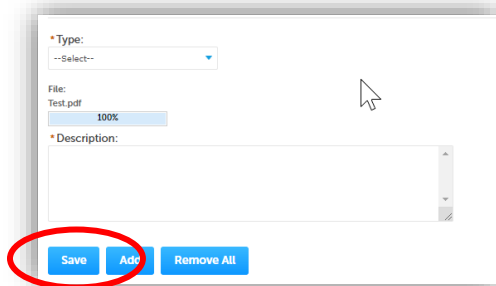 *Type:
--Select--
File:
Test.pdf
100%
*Description:
Save Add Remove All